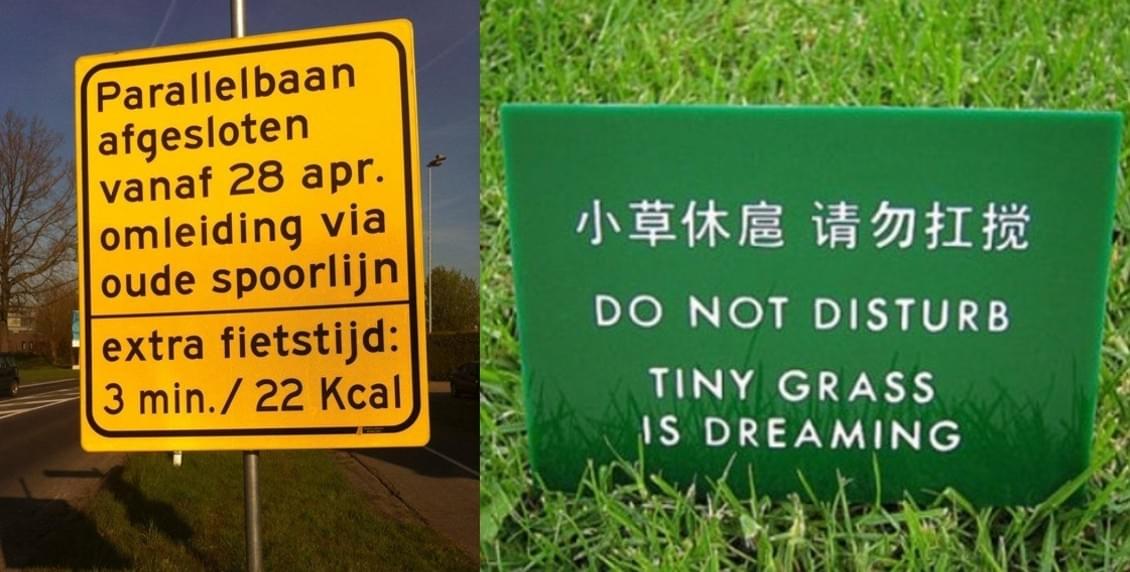 Parallelbaan
afgesloten
vanaf 28 apr.
omleiding via
oude spoorlijn
extra fietstijd:
3 min./ 22 Kcal
小草休扈 请勿扛搅
DO NOT DISTURB
TINY GRASS
IS DREAMING